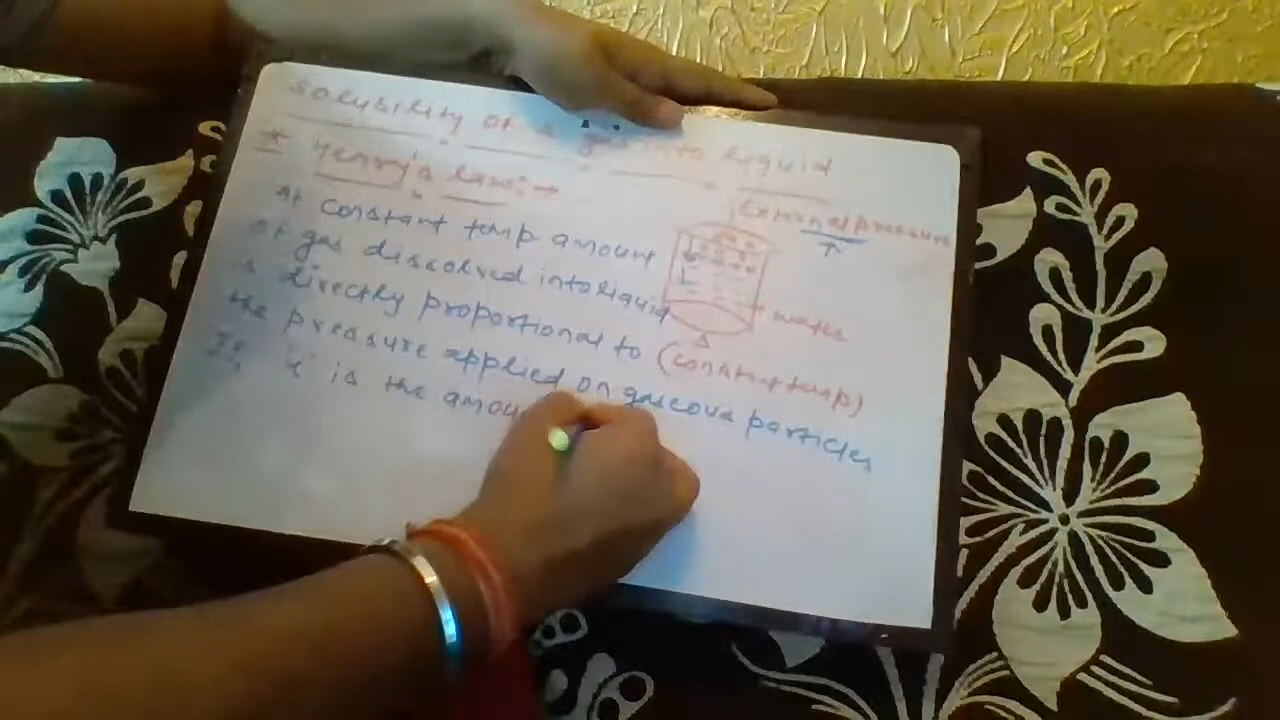 Solubility of a gas into liquid
* Henry's law:→
External pressure
At constant temp amount
of gas dissolved into liquid
→ water
is directly proportional to
(constant temp)
the pressure applied on gaseous particles
If, 'x' is the amou